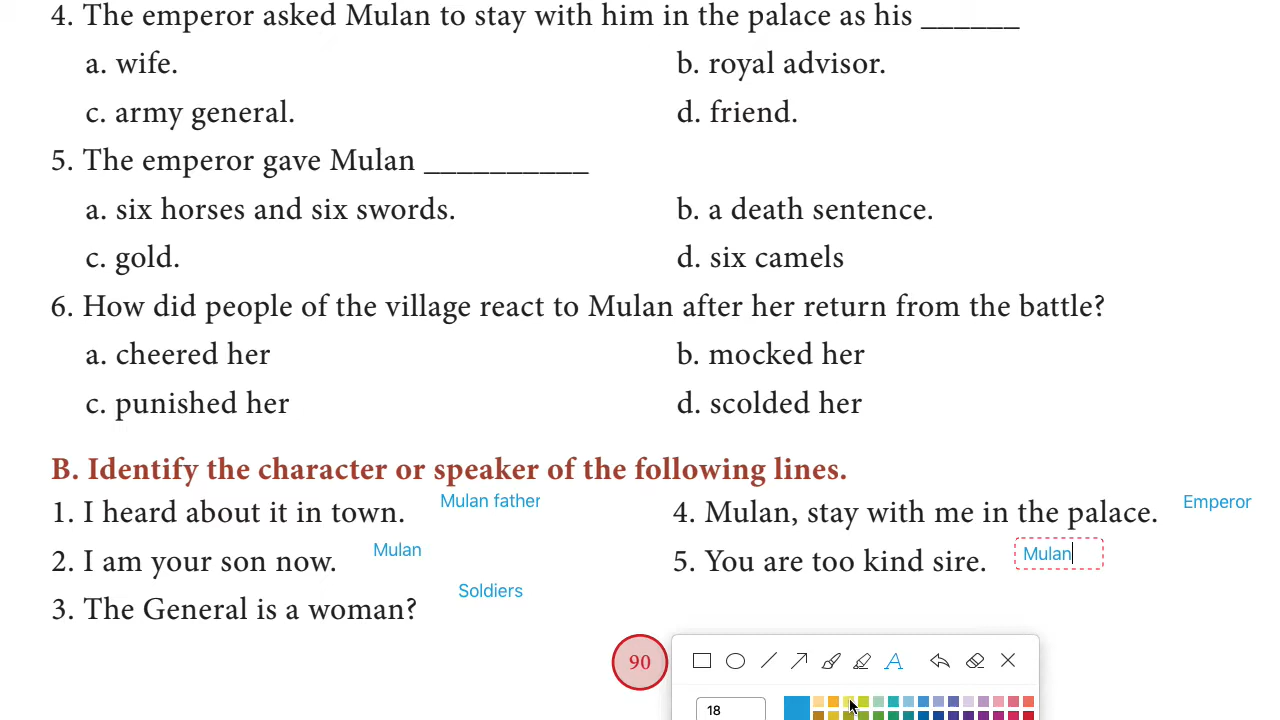 4. The emperor asked Mulan to stay with him in the palace as his ______
a. wife.
b. royal advisor.
c. army general.
d. friend.
5. The emperor gave Mulan __________
a. six horses and six swords.
b. a death sentence.
c. gold.
d. six camels
6. How did people of the village react to Mulan after her return from the battle?
a. cheered her
b. mocked her
c. punished her
d. scolded her
B. Identify the character or speaker of the following lines.
1. I heard about it in town. Mulan father
4. Mulan, stay with me in the palace. Emperor
2. I am your son now. Mulan
5. You are too kind sire. Mulan
3. The General is a woman? Soldiers
90
A
18